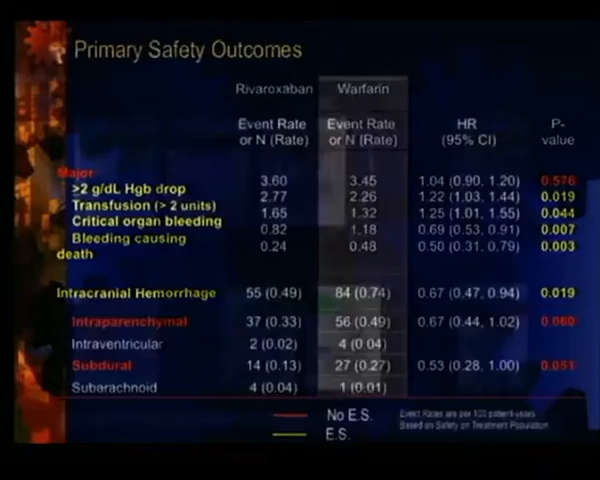 Primary Safety Outcomes
Rivaroxaban Warfarin
Event Rate Event Rate HR P-
or N (Rate) or N (Rate) (95% CI) value
Major 3.60 3.45 1.04 (0.90. 1.20) 0.576
>2 g/dL Hgb drop 2.77 2.26 1.22 (1.03. 1.44) 0.019
Transfusion (> 2 units) 1.65 1.32 1.25 (1.01, 1.55) 0.044
Critical organ bleeding 0.82 1.18 0.69 (0.53, 0.91) 0.007
Bleeding causing 0.24 0.48 0.50 (0.31, 0.79) 0.003
death
Intracranial Hemorrhage 55 (0.49) 84 (0.74) 0.67 (0.47, 0.94) 0.019
Intraparenchymal 37 (0.33) 56 (0.49) 0.67 (0.44, 1.02) 0.060
Intraventricular 2 (0.02) 4 (0.04)
Subdural 14 (0.13) 27 (0.27) 0.53 (0.28. 1.00) 0.051
Subarachnoid 4 (0.04) 1 (0.01)
No E.S.
E.S.
Event Rates are per 100 patient-years
Based on Safety on Treatment Population